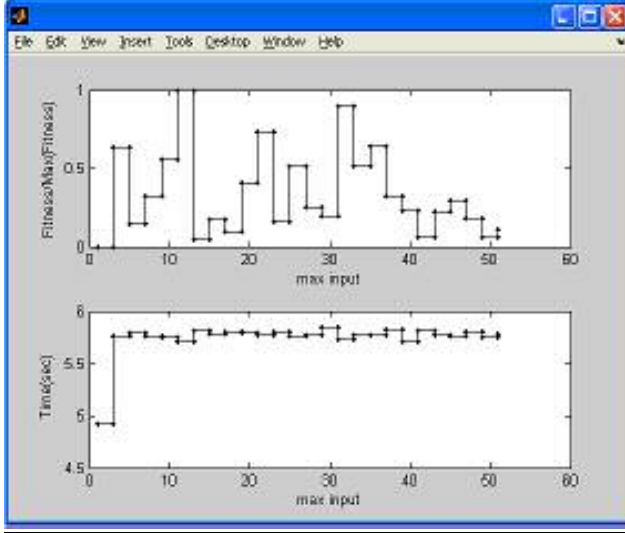 File Edit View Insert Tools Desktop Window Help
Fitness/Max(Fitness)
1
0.5
0
0 10 20 30 40 50 60
max input
Time(sec)
6
5.5
5
4.5
0 10 20 30 40 50 60
max input